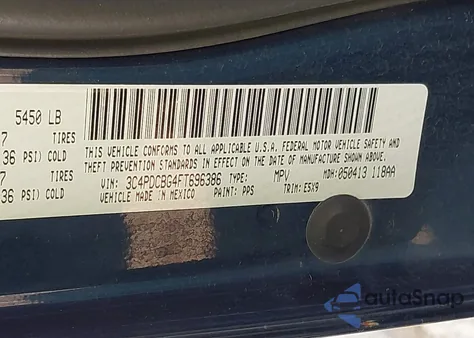 5450 LB
7 TIRES
36 PSI) COLD
7 TIRES
36 PSI) COLD
THIS VEHICLE CONFORMS TO ALL APPLICABLE U.S.A. FEDERAL MOTOR VEHICLE SAFETY AND
THEFT PREVENTION STANDARDS IN EFFECT ON THE DATE OF MANUFACTURE SHOWN ABOVE.
VIN: 3C4PDCBG4FT696386 TYPE: MPV MDH: 050413 118AA
VEHICLE MADE IN MEXICO PAINT: PPS TRIM: E5X9
autoSnap